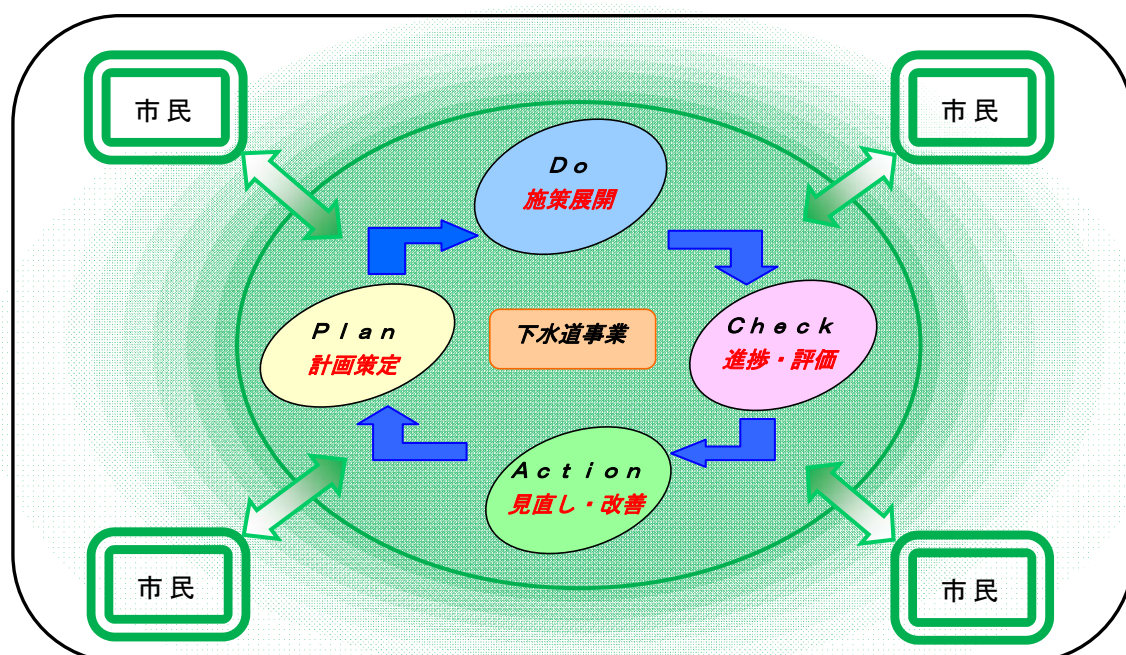 市民
市民
Do
施策展開
Plan
計画策定
下水道事業
Check
進捗・評価
Action
見直し・改善
市民
市民